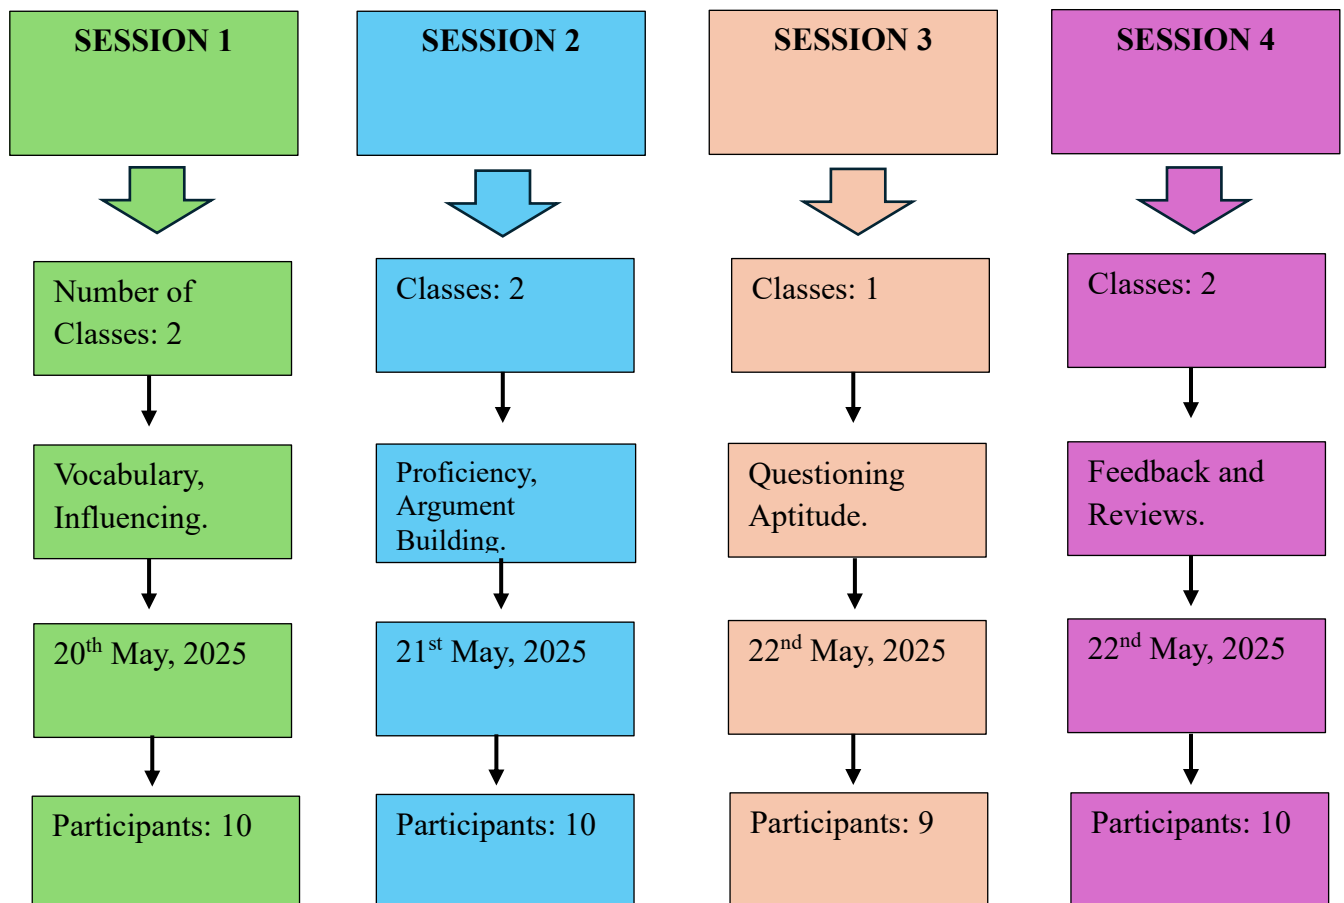 SESSION 1
Number of
Classes: 2
Vocabulary,
Influencing.
20th May, 2025
Participants: 10
SESSION 2
Classes: 2
Proficiency,
Argument
Building.
21st May, 2025
Participants: 10
SESSION 3
Classes: 1
Questioning
Aptitude.
22nd May, 2025
Participants: 9
SESSION 4
Classes: 2
Feedback and
Reviews.
22nd May, 2025
Participants: 10